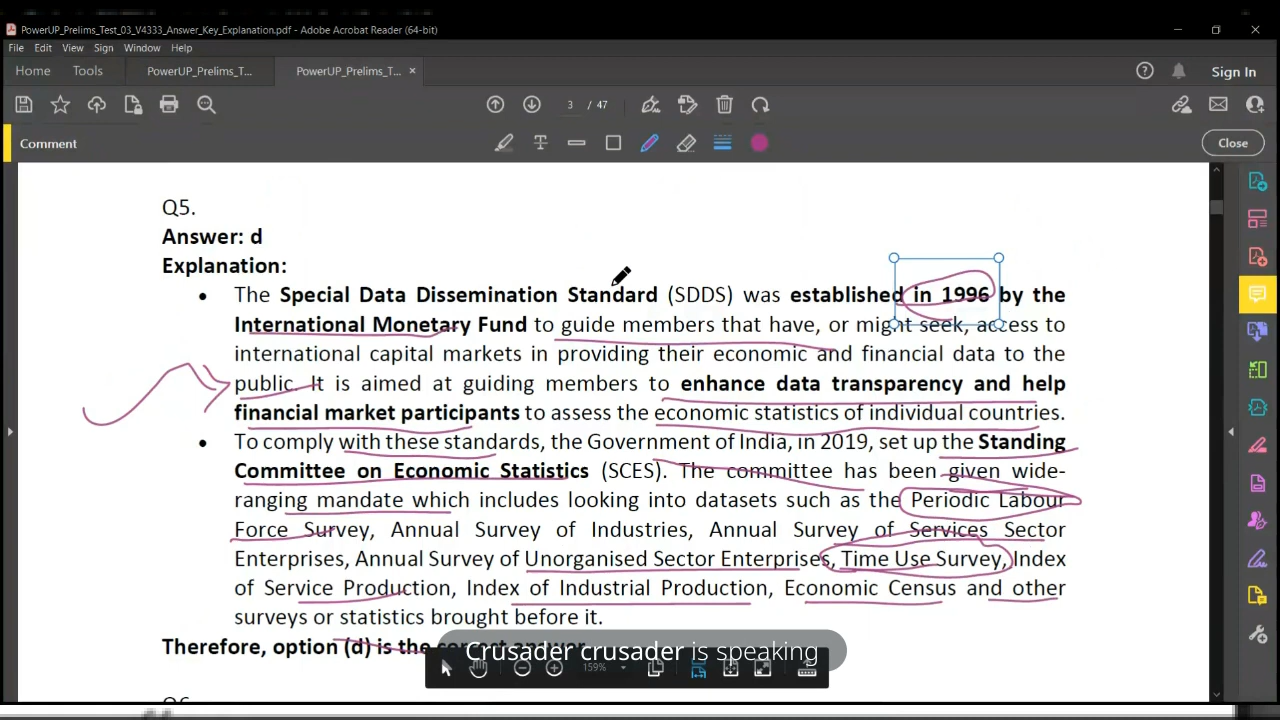 PowerUP_Prelims_Test_03_V4333_Answer_Key_Explanation.pdf - Adobe Acrobat Reader (64-bit)
File Edit View Sign Window Help
Home Tools PowerUP_Prelims_T... PowerUP_Prelims_T... × Sign In
3 / 47
Comment Close
Q5.
Answer: d
Explanation:
• The Special Data Dissemination Standard (SDDS) was established in 1996 by the
International Monetary Fund to guide members that have, or might seek, access to
international capital markets in providing their economic and financial data to the
public. It is aimed at guiding members to enhance data transparency and help
financial market participants to assess the economic statistics of individual countries.
• To comply with these standards, the Government of India, in 2019, set up the Standing
Committee on Economic Statistics (SCES). The committee has been given wide-
ranging mandate which includes looking into datasets such as the Periodic Labour
Force Survey, Annual Survey of Industries, Annual Survey of Services Sector
Enterprises, Annual Survey of Unorganised Sector Enterprises, Time Use Survey, Index
of Service Production, Index of Industrial Production, Economic Census and other
surveys or statistics brought before it.
Therefore, option (d) is the correct answer
Crusader crusader is speaking
159%